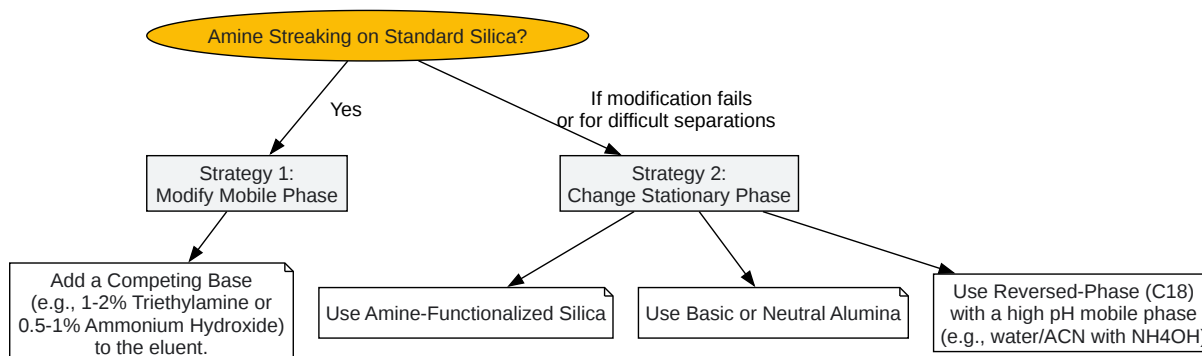 Amine Streaking on Standard Silica?
Yes
If modification fails
or for difficult separations
Strategy 1:
Modify Mobile Phase
Strategy 2:
Change Stationary Phase
Add a Competing Base
(e.g., 1-2% Triethylamine or
0.5-1% Ammonium Hydroxide)
to the eluent.
Use Amine-Functionalized Silica
Use Basic or Neutral Alumina
Use Reversed-Phase (C18)
with a high pH mobile phase
(e.g., water/ACN with NH4OH)